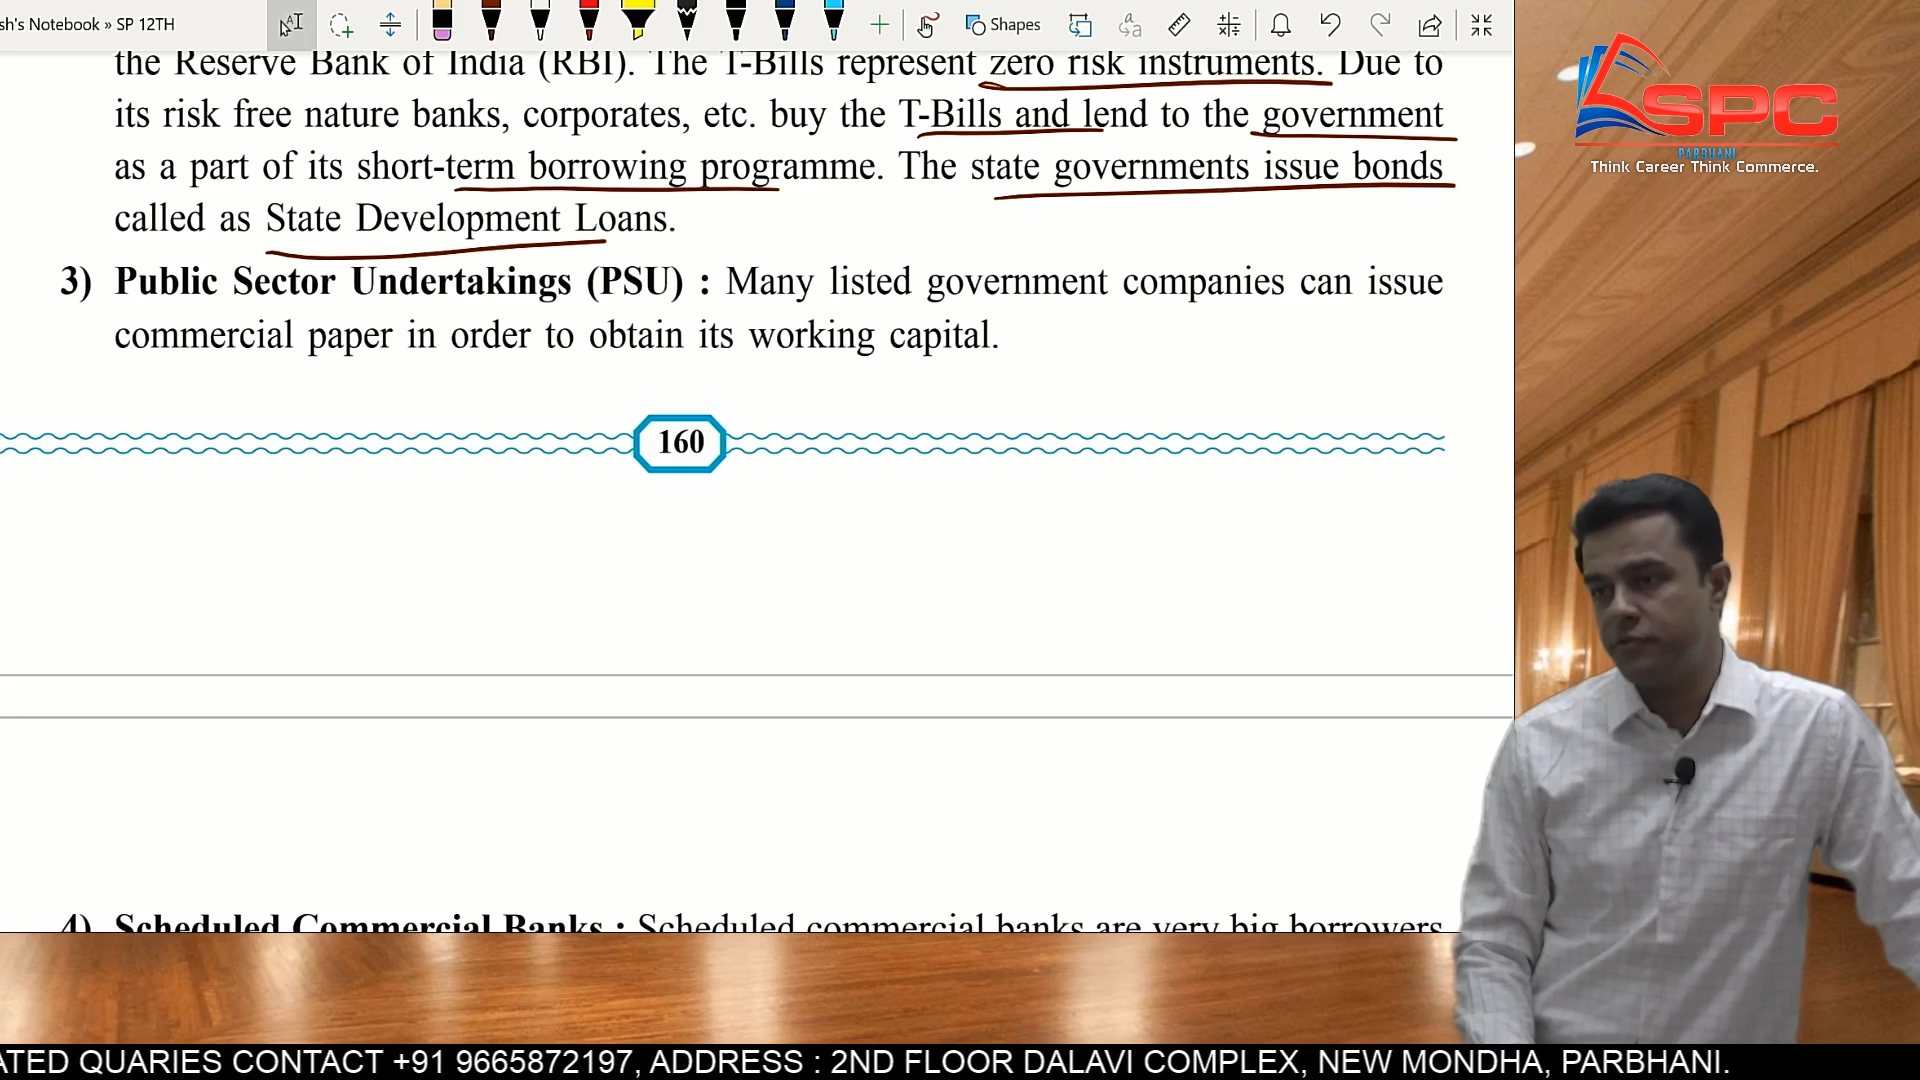 sh's Notebook » SP 12TH
Shapes
the Reserve Bank of India (RBI). The T-Bills represent zero risk instruments. Due to
its risk free nature banks, corporates, etc. buy the T-Bills and lend to the government
as a part of its short-term borrowing programme. The state governments issue bonds
called as State Development Loans.
3) Public Sector Undertakings (PSU) : Many listed government companies can issue
commercial paper in order to obtain its working capital.
160
4) Scheduled Commercial Banks : Scheduled commercial banks are very big borrowers
SPC
PARBHANI
Think Career Think Commerce.
ATED QUARIES CONTACT +91 9665872197, ADDRESS : 2ND FLOOR DALAVI COMPLEX, NEW MONDHA, PARBHANI.